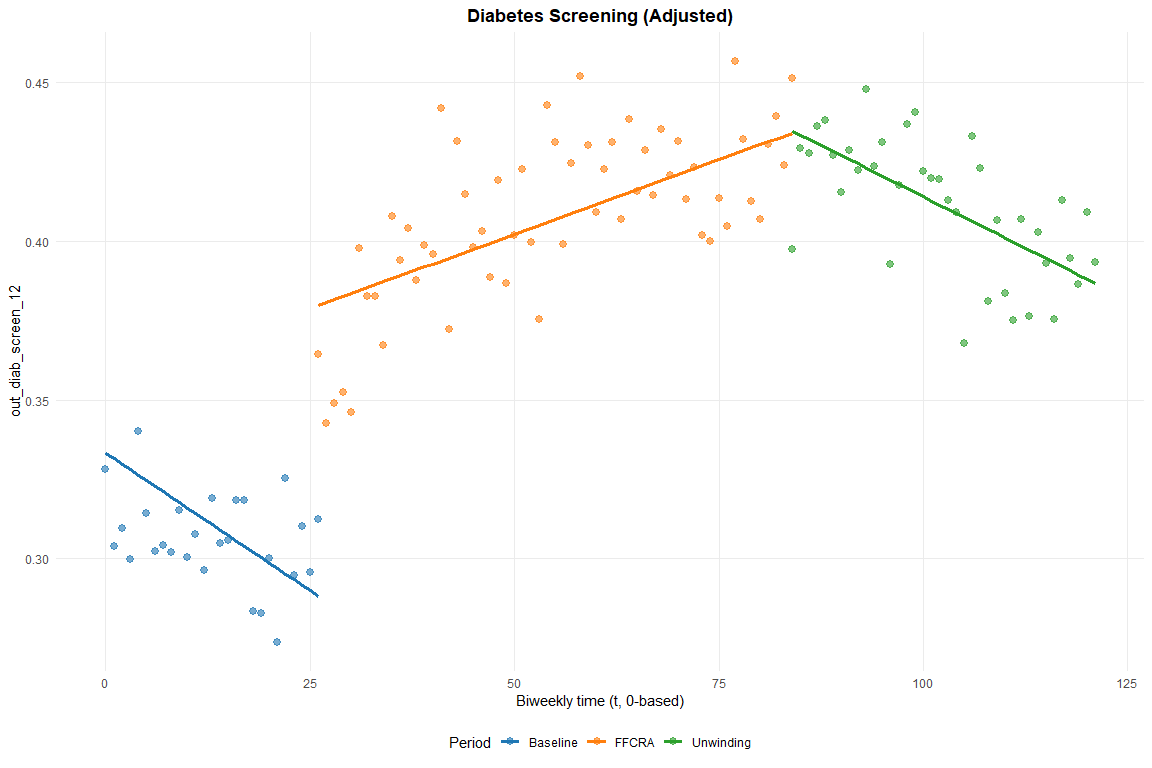 Diabetes Screening (Adjusted)
out_diab_screen_12
0.45
0.40
0.35
0.30
0 25 50 75 100 125
Biweekly time (t, 0-based)
Period Baseline FFCRA Unwinding